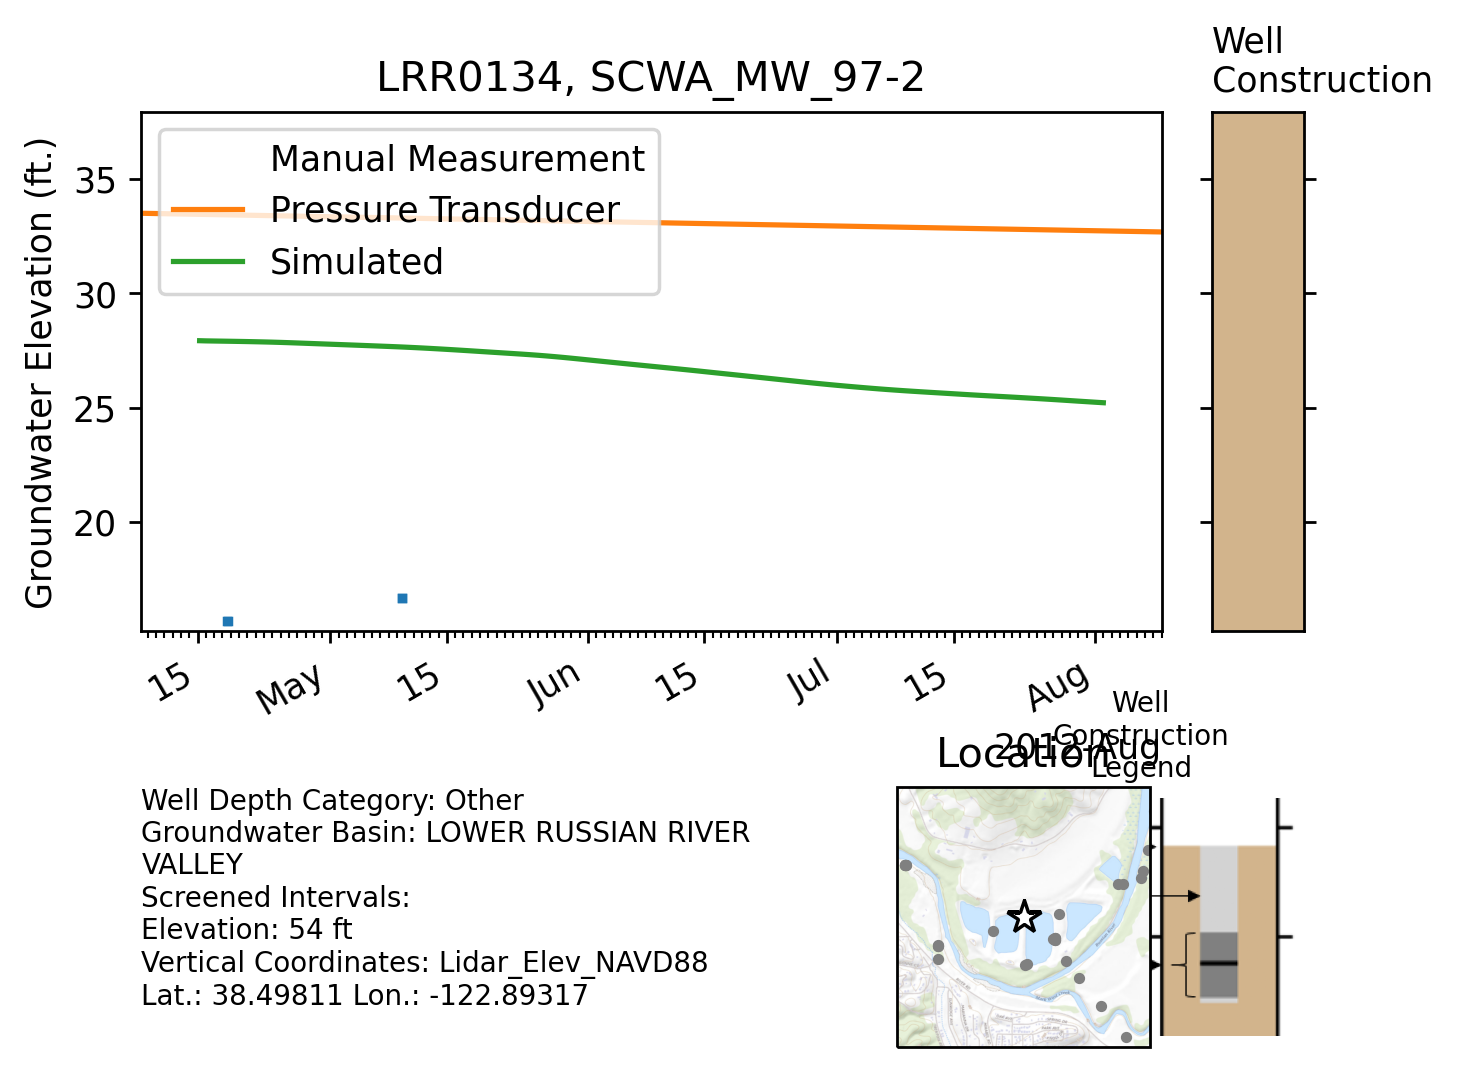 Well
Construction
LRR0134, SCWA_MW_97-2
Groundwater Elevation (ft.)
35
30
25
20
Manual Measurement
Pressure Transducer
Simulated
15
May
15
Jun
15
Jul
15
Aug
2012-Aug
Location
Well
Construction
Legend
Well Depth Category: Other
Groundwater Basin: LOWER RUSSIAN RIVER
VALLEY
Screened Intervals:
Elevation: 54 ft
Vertical Coordinates: Lidar_Elev_NAVD88
Lat.: 38.49811 Lon.: -122.89317